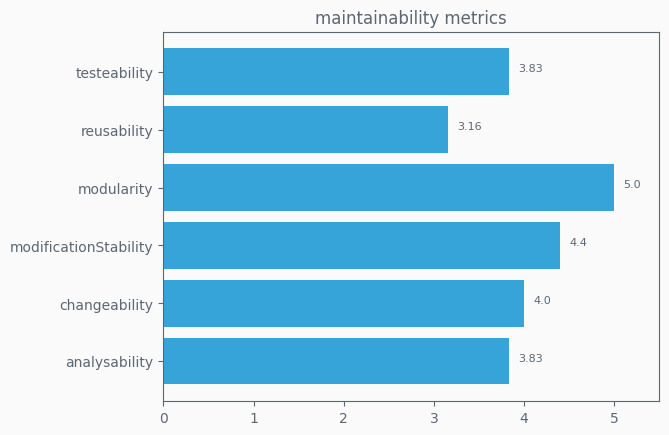 maintainability metrics
testeability
3.83
reusability
3.16
modularity
5.0
modificationStability
4.4
changeability
4.0
analysability
3.83
0 1 2 3 4 5